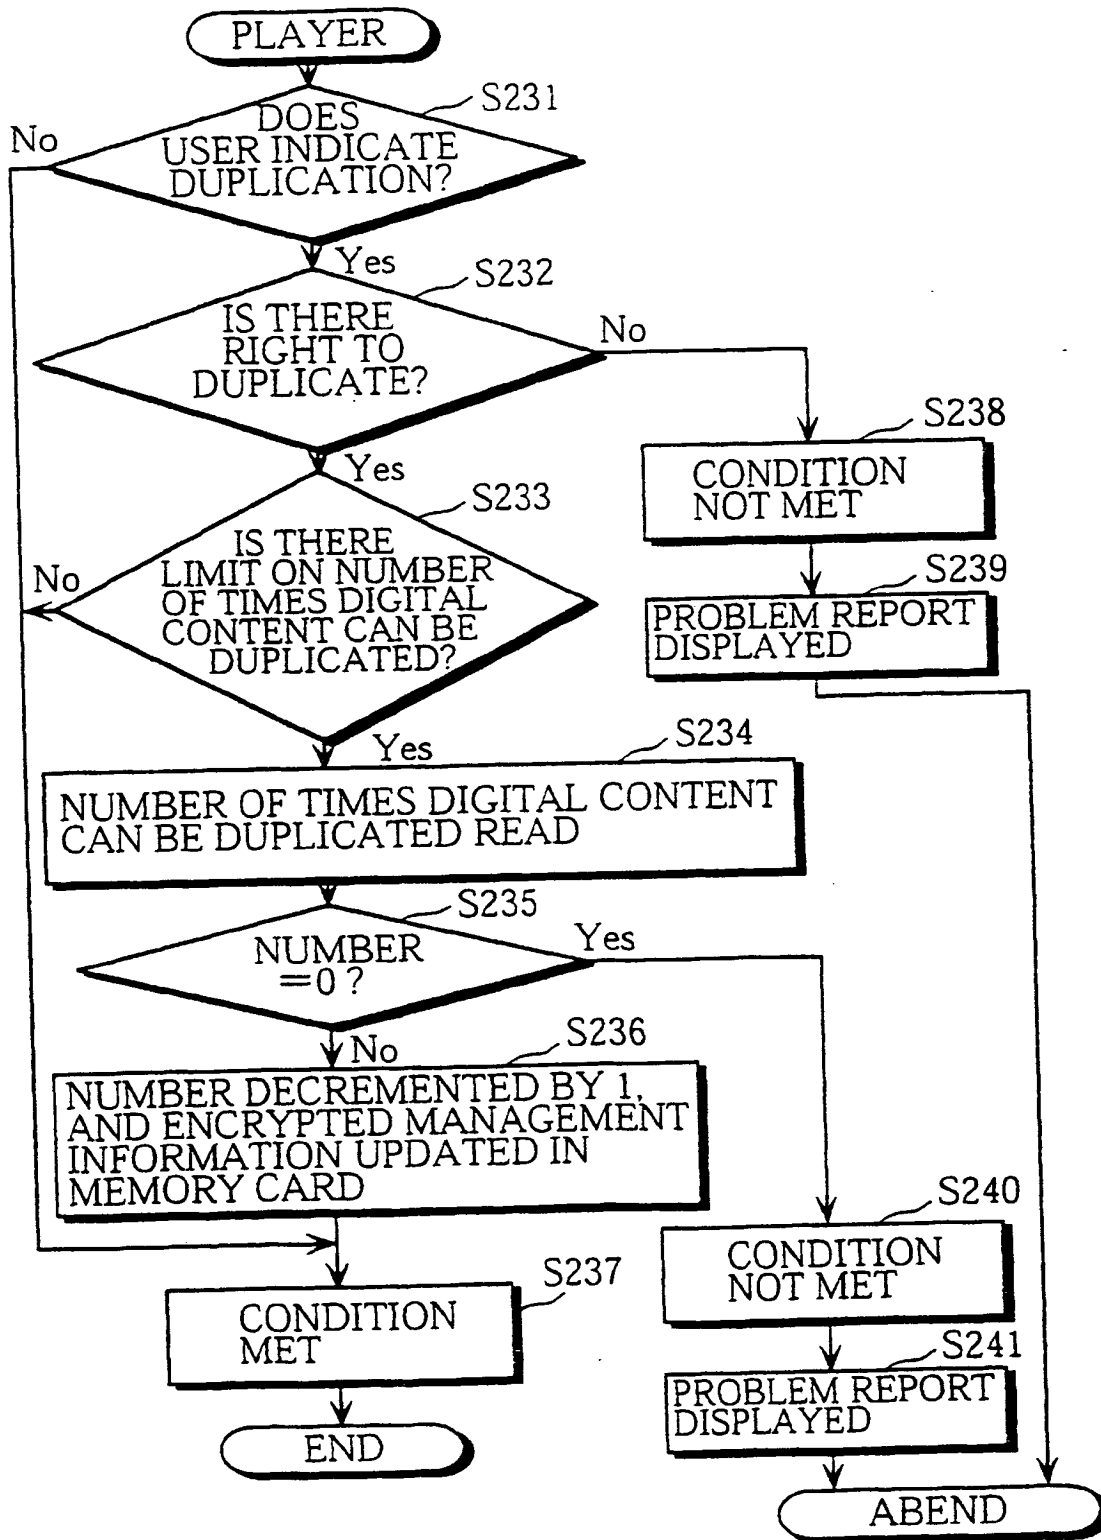 PLAYER
S231
No
DOES
USER INDICATE
DUPLICATION?
Yes
S232
IS THERE
RIGHT TO
DUPLICATE?
No
S238
CONDITION
NOT MET
Yes
S233
IS THERE
LIMIT ON NUMBER
OF TIMES DIGITAL
CONTENT CAN BE
DUPLICATED?
No
S239
PROBLEM REPORT
DISPLAYED
Yes
S234
NUMBER OF TIMES DIGITAL CONTENT
CAN BE DUPLICATED READ
S235
NUMBER
=0?
Yes
No
S236
NUMBER DECREMENTED BY 1,
AND ENCRYPTED MANAGEMENT
INFORMATION UPDATED IN
MEMORY CARD
S240
CONDITION
NOT MET
S237
CONDITION
MET
S241
PROBLEM REPORT
DISPLAYED
END
ABEND